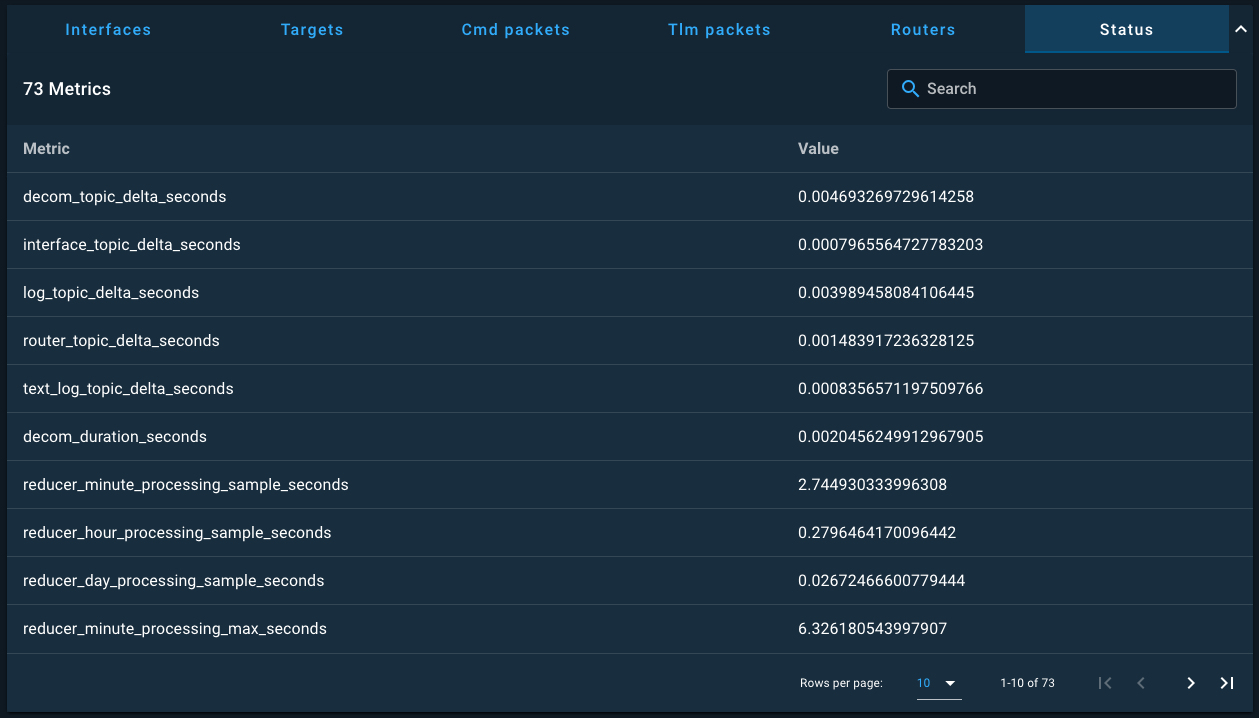 Interfaces Targets Cmd packets Tlm packets Routers Status
73 Metrics Search
Metric Value
decom_topic_delta_seconds 0.004693269729614258
interface_topic_delta_seconds 0.0007965564727783203
log_topic_delta_seconds 0.003989458084106445
router_topic_delta_seconds 0.001483917236328125
text_log_topic_delta_seconds 0.0008356571197509766
decom_duration_seconds 0.0020456249912967905
reducer_minute_processing_sample_seconds 2.744930333996308
reducer_hour_processing_sample_seconds 0.2796464170096442
reducer_day_processing_sample_seconds 0.02672466600779444
reducer_minute_processing_max_seconds 6.326180543997907
Rows per page: 10 1-10 of 73